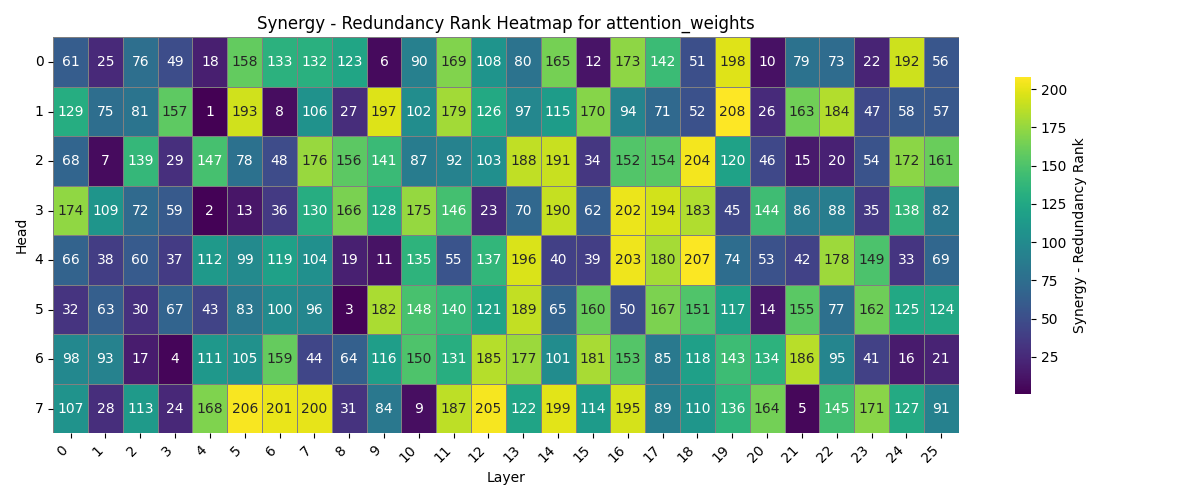 Synergy - Redundancy Rank Heatmap for attention_weights
0 61 25 76 49 18 158 133 132 123 6 90 169 108 80 165 12 173 142 51 198 10 79 73 22 192 56
1 129 75 81 157 1 193 8 106 27 197 102 179 126 97 115 170 94 71 52 208 26 163 184 47 58 57
2 68 7 139 29 147 78 48 176 156 141 87 92 103 188 191 34 152 154 204 120 46 15 20 54 172 161
3 174 109 72 59 2 13 36 130 166 128 175 146 23 70 190 62 202 194 183 45 144 86 88 35 138 82
4 66 38 60 37 112 99 119 104 19 11 135 55 137 196 40 39 203 180 207 74 53 42 178 149 33 69
5 32 63 30 67 43 83 100 96 3 182 148 140 121 189 65 160 50 167 151 117 14 155 77 162 125 124
6 98 93 17 4 111 105 159 44 64 116 150 131 185 177 101 181 153 85 118 143 134 186 95 41 16 21
7 107 28 113 24 168 206 201 200 31 84 9 187 205 122 199 114 195 89 110 136 164 5 145 171 127 91
0 1 2 3 4 5 6 7 8 9 10 11 12 13 14 15 16 17 18 19 20 21 22 23 24 25
Layer
Head
200
175
150
125
100
75
50
25
Synergy - Redundancy Rank